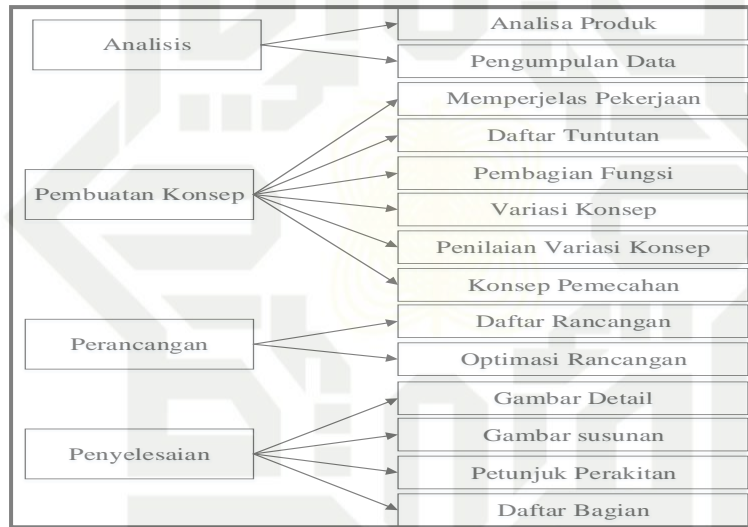 Analisis
Analisa Produk
Pengumpulan Data
Pembuatan Konsep
Memperjelas Pekerjaan
Daftar Tuntutan
Pembagian Fungsi
Variasi Konsep
Penilaian Variasi Konsep
Konsep Pemecahan
Perancangan
Daftar Rancangan
Optimasi Rancangan
Penyelesaian
Gambar Detail
Gambar susunan
Petunjuk Perakitan
Daftar Bagian